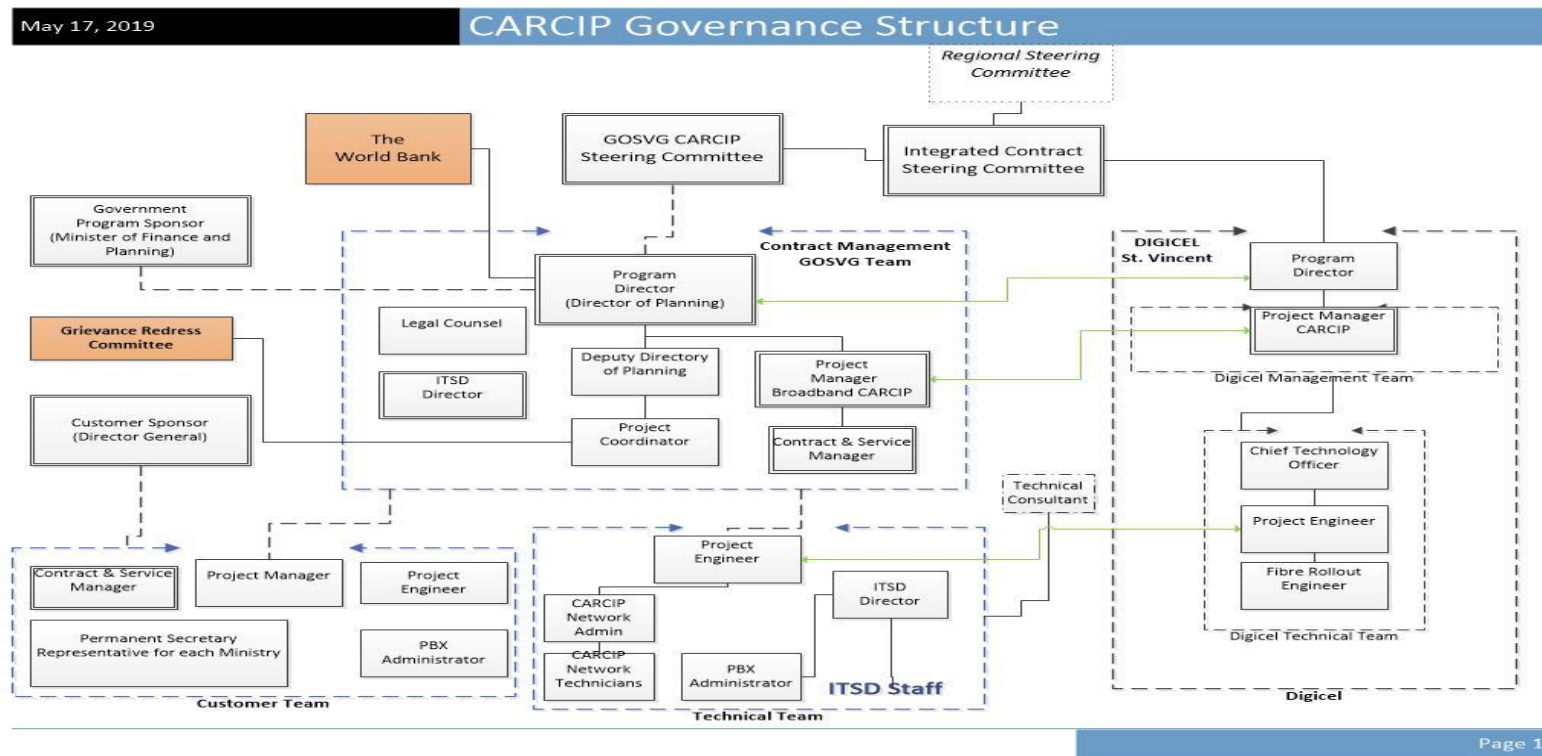 May 17, 2019
CARCIP Governance Structure
Regional Steering
Committee
The
World Bank
GOSVG CARCIP
Steering Committee
Integrated Contract
Steering Committee
Government
Program Sponsor
(Minister of Finance and
Planning)
Contract Management
GOSVG Team
DIGICEL
St. Vincent
Program
Director
(Director of Planning)
Program
Director
Legal Counsel
Grievance Redress
Committee
Project Manager
CARCIP
Deputy Directory
of Planning
Project
Manager
Broadband CARCIP
ITSD
Director
Digicel Management Team
Customer Sponsor
(Director General)
Project
Coordinator
Contract & Service
Manager
Chief Technology
Officer
Technical
Consultant
Project Engineer
Project
Engineer
Contract & Service
Manager
Project Manager
Project
Engineer
Fibre Rollout
Engineer
ITSD
Director
CARCIP
Network
Admin
Permanent Secretary
Representative for each Ministry
PBX
Administrator
Digicel Technical Team
CARCIP
Network
Technicians
PBX
Administrator
ITSD Staff
Customer Team
Technical Team
Digicel
Page 1